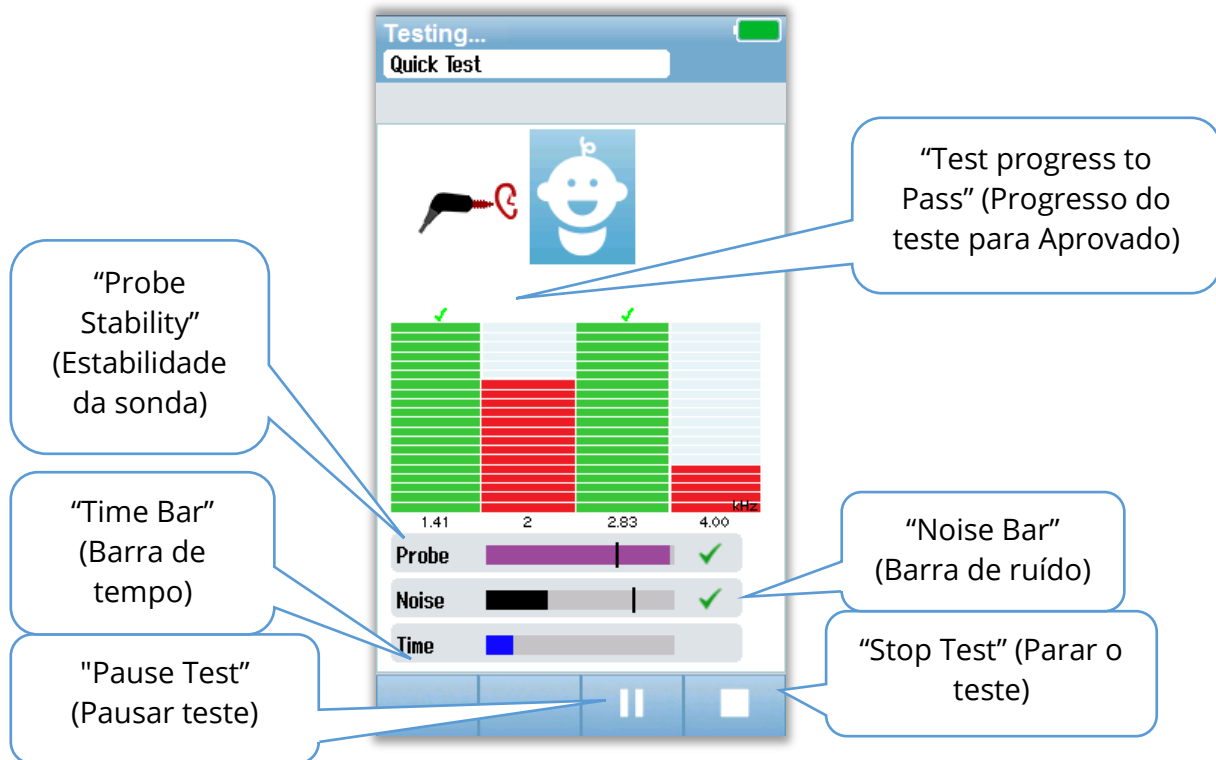 Testing...
Quick Test
“Test progress to
Pass” (Progresso do
teste para Aprovado)
“Probe
Stability”
(Estabilidade
da sonda)
kHz
1.41 2 2.83 4.00
“Time Bar”
(Barra de
tempo)
Probe
Noise
Time
“Noise Bar”
(Barra de ruído)
"Pause Test”
(Pausar teste)
“Stop Test” (Parar o
teste)